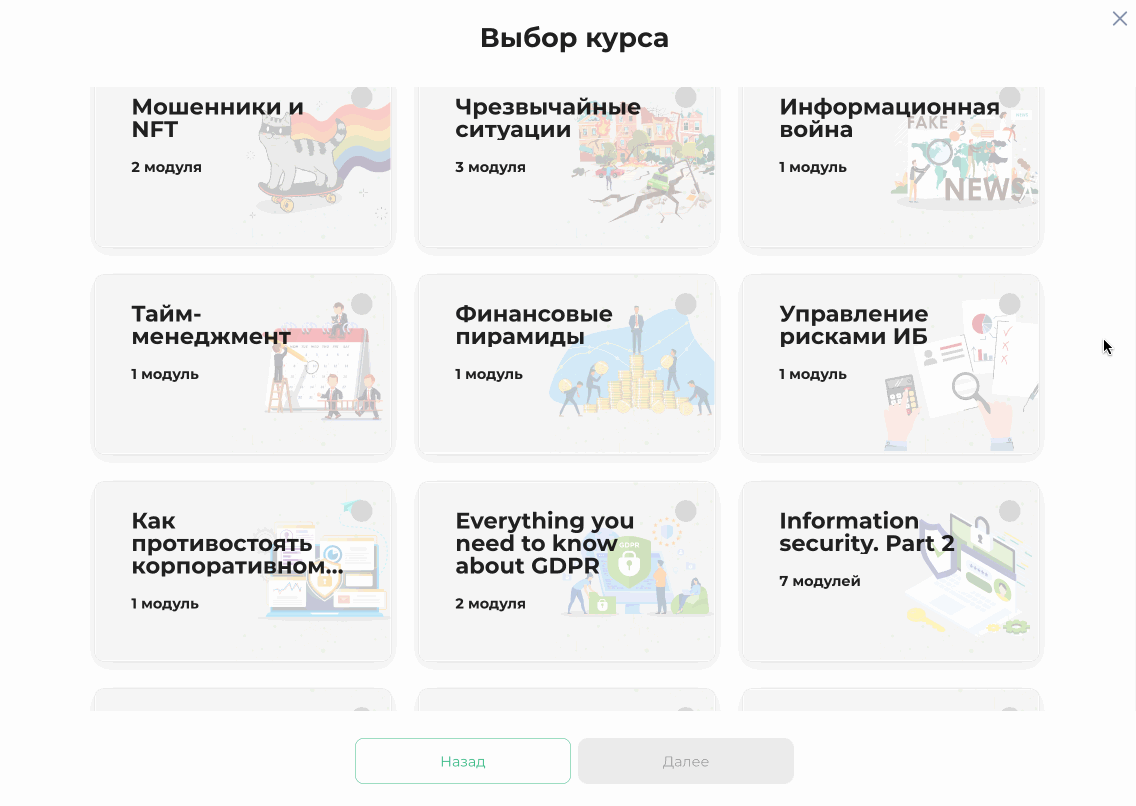 Выбор курса
Мошенники и
NFT
2 модуля
Чрезвычайные
ситуации
3 модуля
Информационная
война
1 модуль
FAKE
NEWS
Тайм-
менеджмент
1 модуль
Финансовые
пирамиды
1 модуль
Управление
рисками ИБ
1 модуль
Как
противостоять
корпоративном...
1 модуль
Everything you
need to know
about GDPR
2 модуля
GDPR
Information
security. Part 2
7 модулей
Назад
Далее